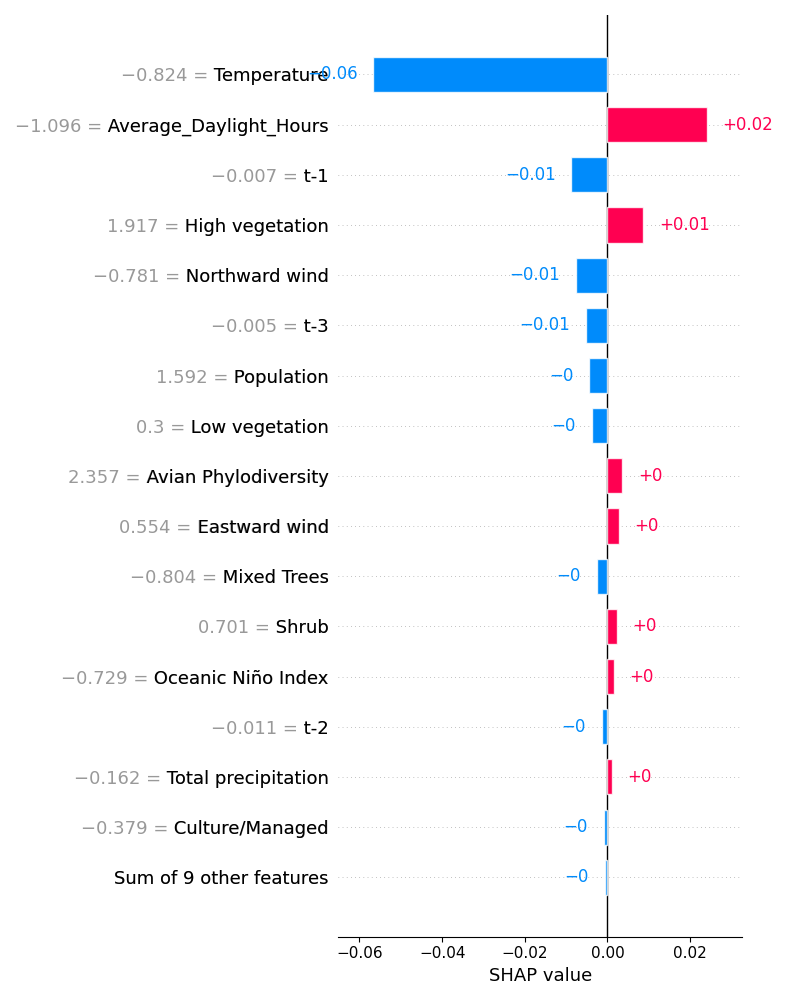 −0.824 = Temperature −0.06
−1.096 = Average_Daylight_Hours +0.02
−0.007 = t-1 −0.01
1.917 = High vegetation +0.01
−0.781 = Northward wind −0.01
−0.005 = t-3 −0.01
1.592 = Population −0
0.3 = Low vegetation −0
2.357 = Avian Phylodiversity +0
0.554 = Eastward wind +0
−0.804 = Mixed Trees −0
0.701 = Shrub +0
−0.729 = Oceanic Niño Index +0
−0.011 = t-2 −0
−0.162 = Total precipitation +0
−0.379 = Culture/Managed −0
Sum of 9 other features −0
−0.06 −0.04 −0.02 0.00 0.02
SHAP value